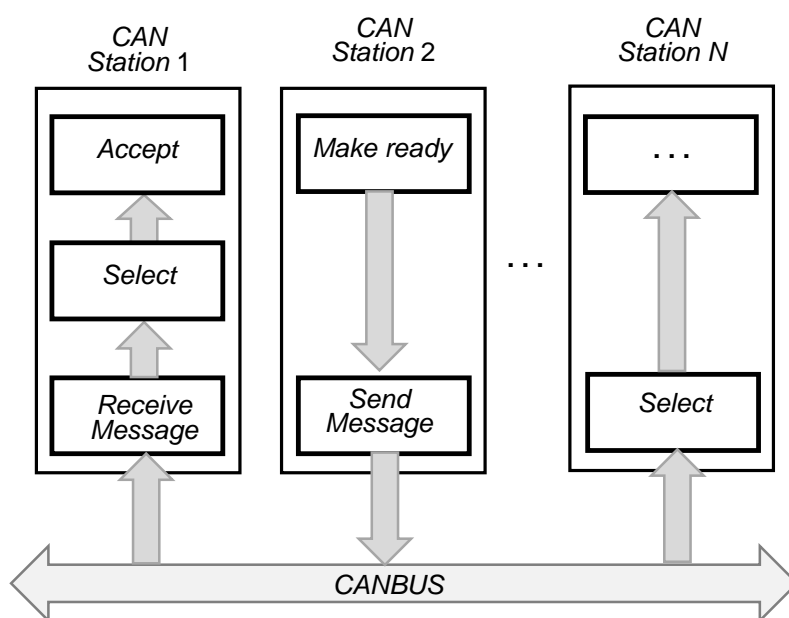 CAN
Station 1
CAN
Station 2
CAN
Station N
Accept
Make ready
...
Select
...
Receive
Message
Send
Message
Select
CANBUS